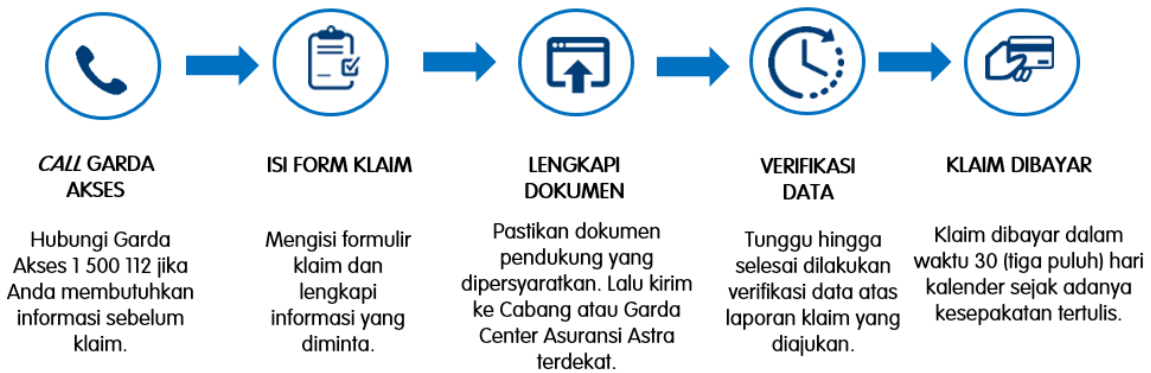 CALL GARDA
AKSES
Hubungi Garda
Akses 1 500 112 jika
Anda membutuhkan
informasi sebelum
klaim.
ISI FORM KLAIM
Mengisi formulir
klaim dan
lengkapi
informasi yang
diminta.
LENGKAPI
DOKUMEN
Pastikan dokumen
pendukung yang
dipersyaratkan. Lalu kirim
ke Cabang atau Garda
Center Asuransi Astra
terdekat.
VERIFIKASI
DATA
Tunggu hingga
selesai dilakukan
verifikasi data atas
laporan klaim yang
diajukan.
KLAIM DIBAYAR
Klaim dibayar dalam
waktu 30 (tiga puluh) hari
kalender sejak adanya
kesepakatan tertulis.